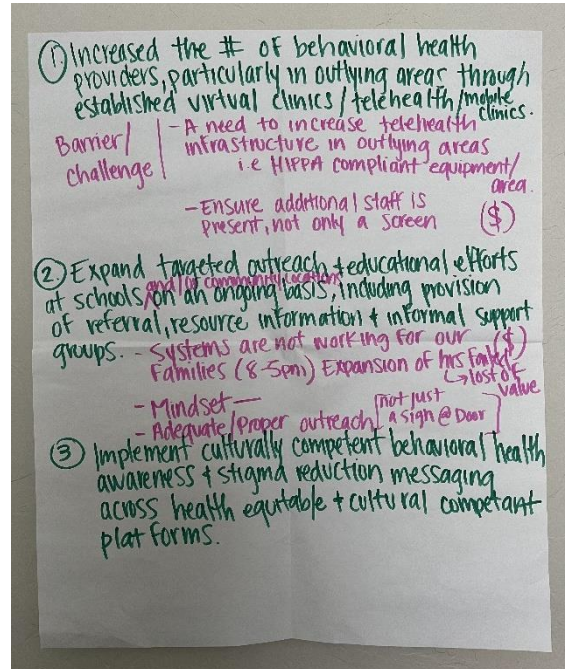 ① Increased the # of behavioral health
providers, particularly in outlying areas through
established virtual clinics / telehealth / mobile
clinics.
Barrier/
challenge
- A need to increase telehealth
infrastructure in outlying areas
i.e HIPPA compliant equipment/
area.
- Ensure additional staff is
present, not only a screen ($)
② Expand targeted outreach + educational efforts
and/or community locations
at schools, on an ongoing basis, including provision
of referral, resource information + informal support
groups. - Systems are not working for our ($)
Families (8-5pm) Expansion of hrs failed
↳ lost of value
- Mindset—
- Adequate/Proper outreach [not just
a sign @ Door]
③ Implement culturally competent behavioral health
awareness + stigma reduction messaging
across health equitable + cultural competant
platforms.